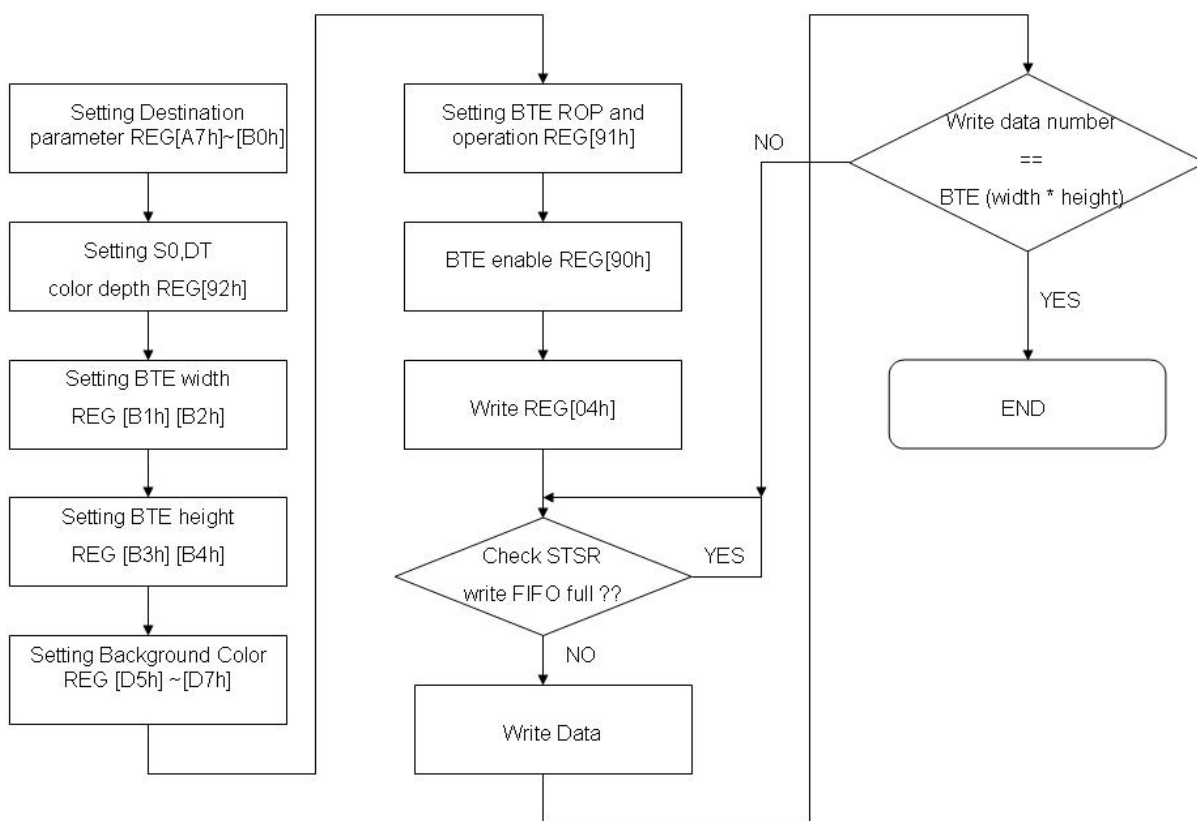 Setting Destination
parameter REG[A7h]~[B0h]
Setting S0,DT
color depth REG[92h]
Setting BTE width
REG [B1h] [B2h]
Setting BTE height
REG [B3h] [B4h]
Setting Background Color
REG [D5h] ~[D7h]
Setting BTE ROP and
operation REG[91h]
BTE enable REG[90h]
Write REG[04h]
Check STSR
write FIFO full ??
YES
NO
Write Data
Write data number
==
BTE (width * height)
NO
YES
END